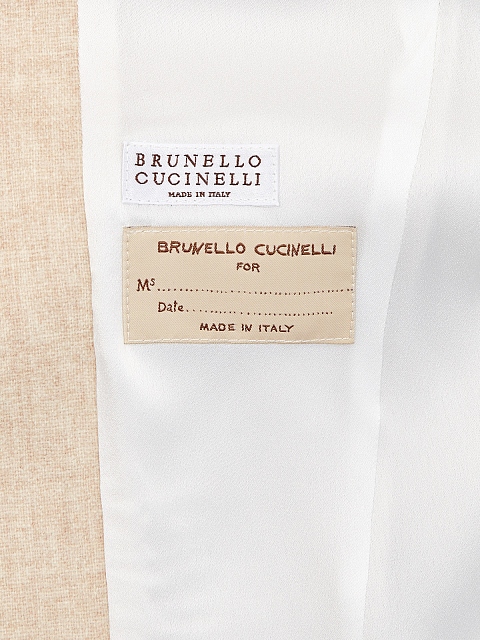 BRUNELLO
CUCINELLI
MADE IN ITALY
BRUNELLO CUCINELLI
FOR
Ms..........................................
Date..............................
MADE IN ITALY